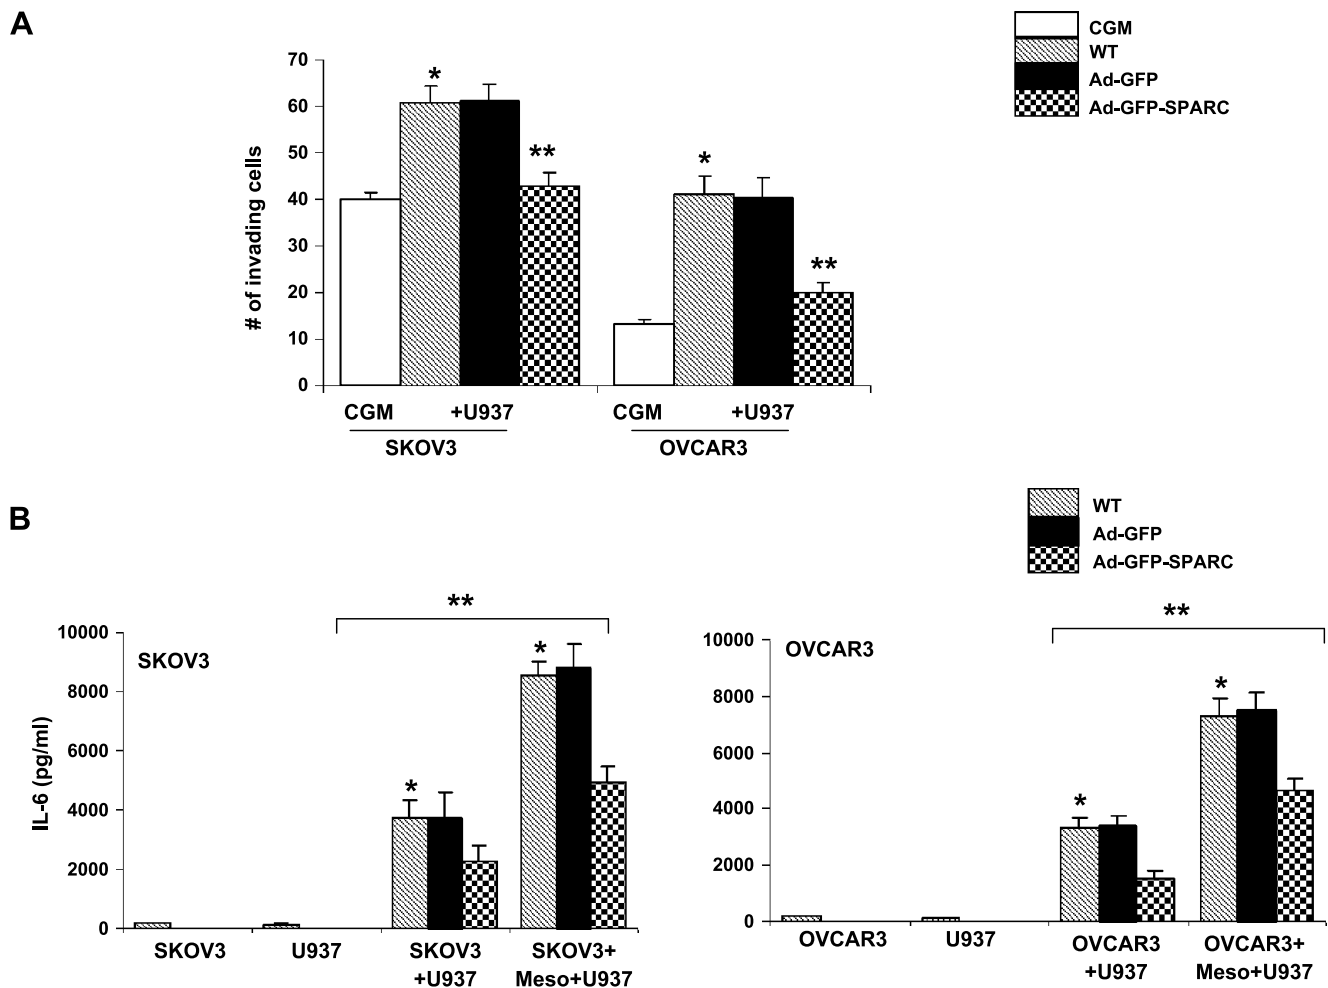 A
CGM
WT
Ad-GFP
Ad-GFP-SPARC
# of invading cells
70
60
50
40
30
20
10
0
*
**
*
**
CGM +U937 CGM +U937
SKOV3 OVCAR3
B
WT
Ad-GFP
Ad-GFP-SPARC
IL-6 (pg/ml)
10000
8000
6000
4000
2000
0
SKOV3
**
*
*
SKOV3 U937 SKOV3 SKOV3+
+U937 Meso+U937
10000
8000
6000
4000
2000
0
OVCAR3
**
*
*
OVCAR3 U937 OVCAR3 OVCAR3+
+U937 Meso+U937